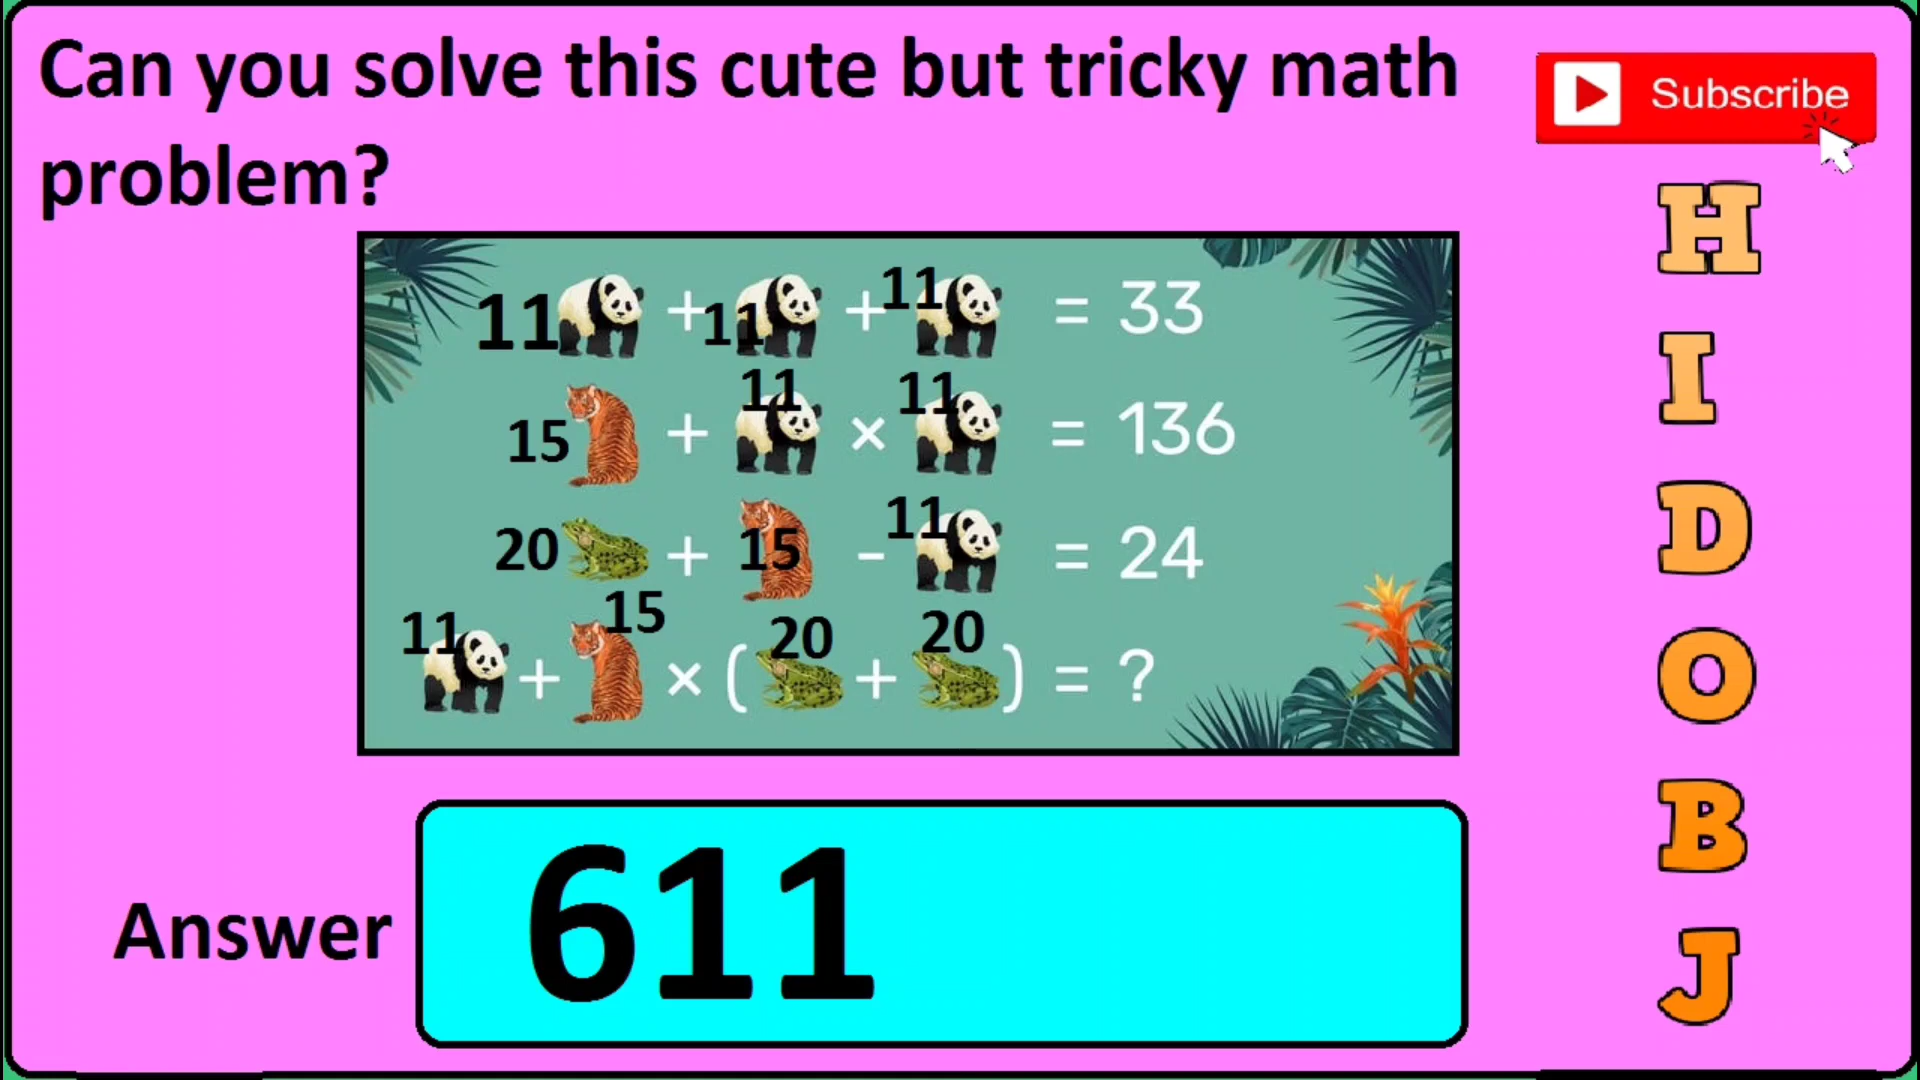 Can you solve this cute but tricky math
problem?
Subscribe
11 + 11 + 11 = 33
15 + 11 × 11 = 136
20 + 15 - 11 = 24
11 + 15 × ( 20 + 20 ) = ?
Answer 611
H
I
D
O
B
J